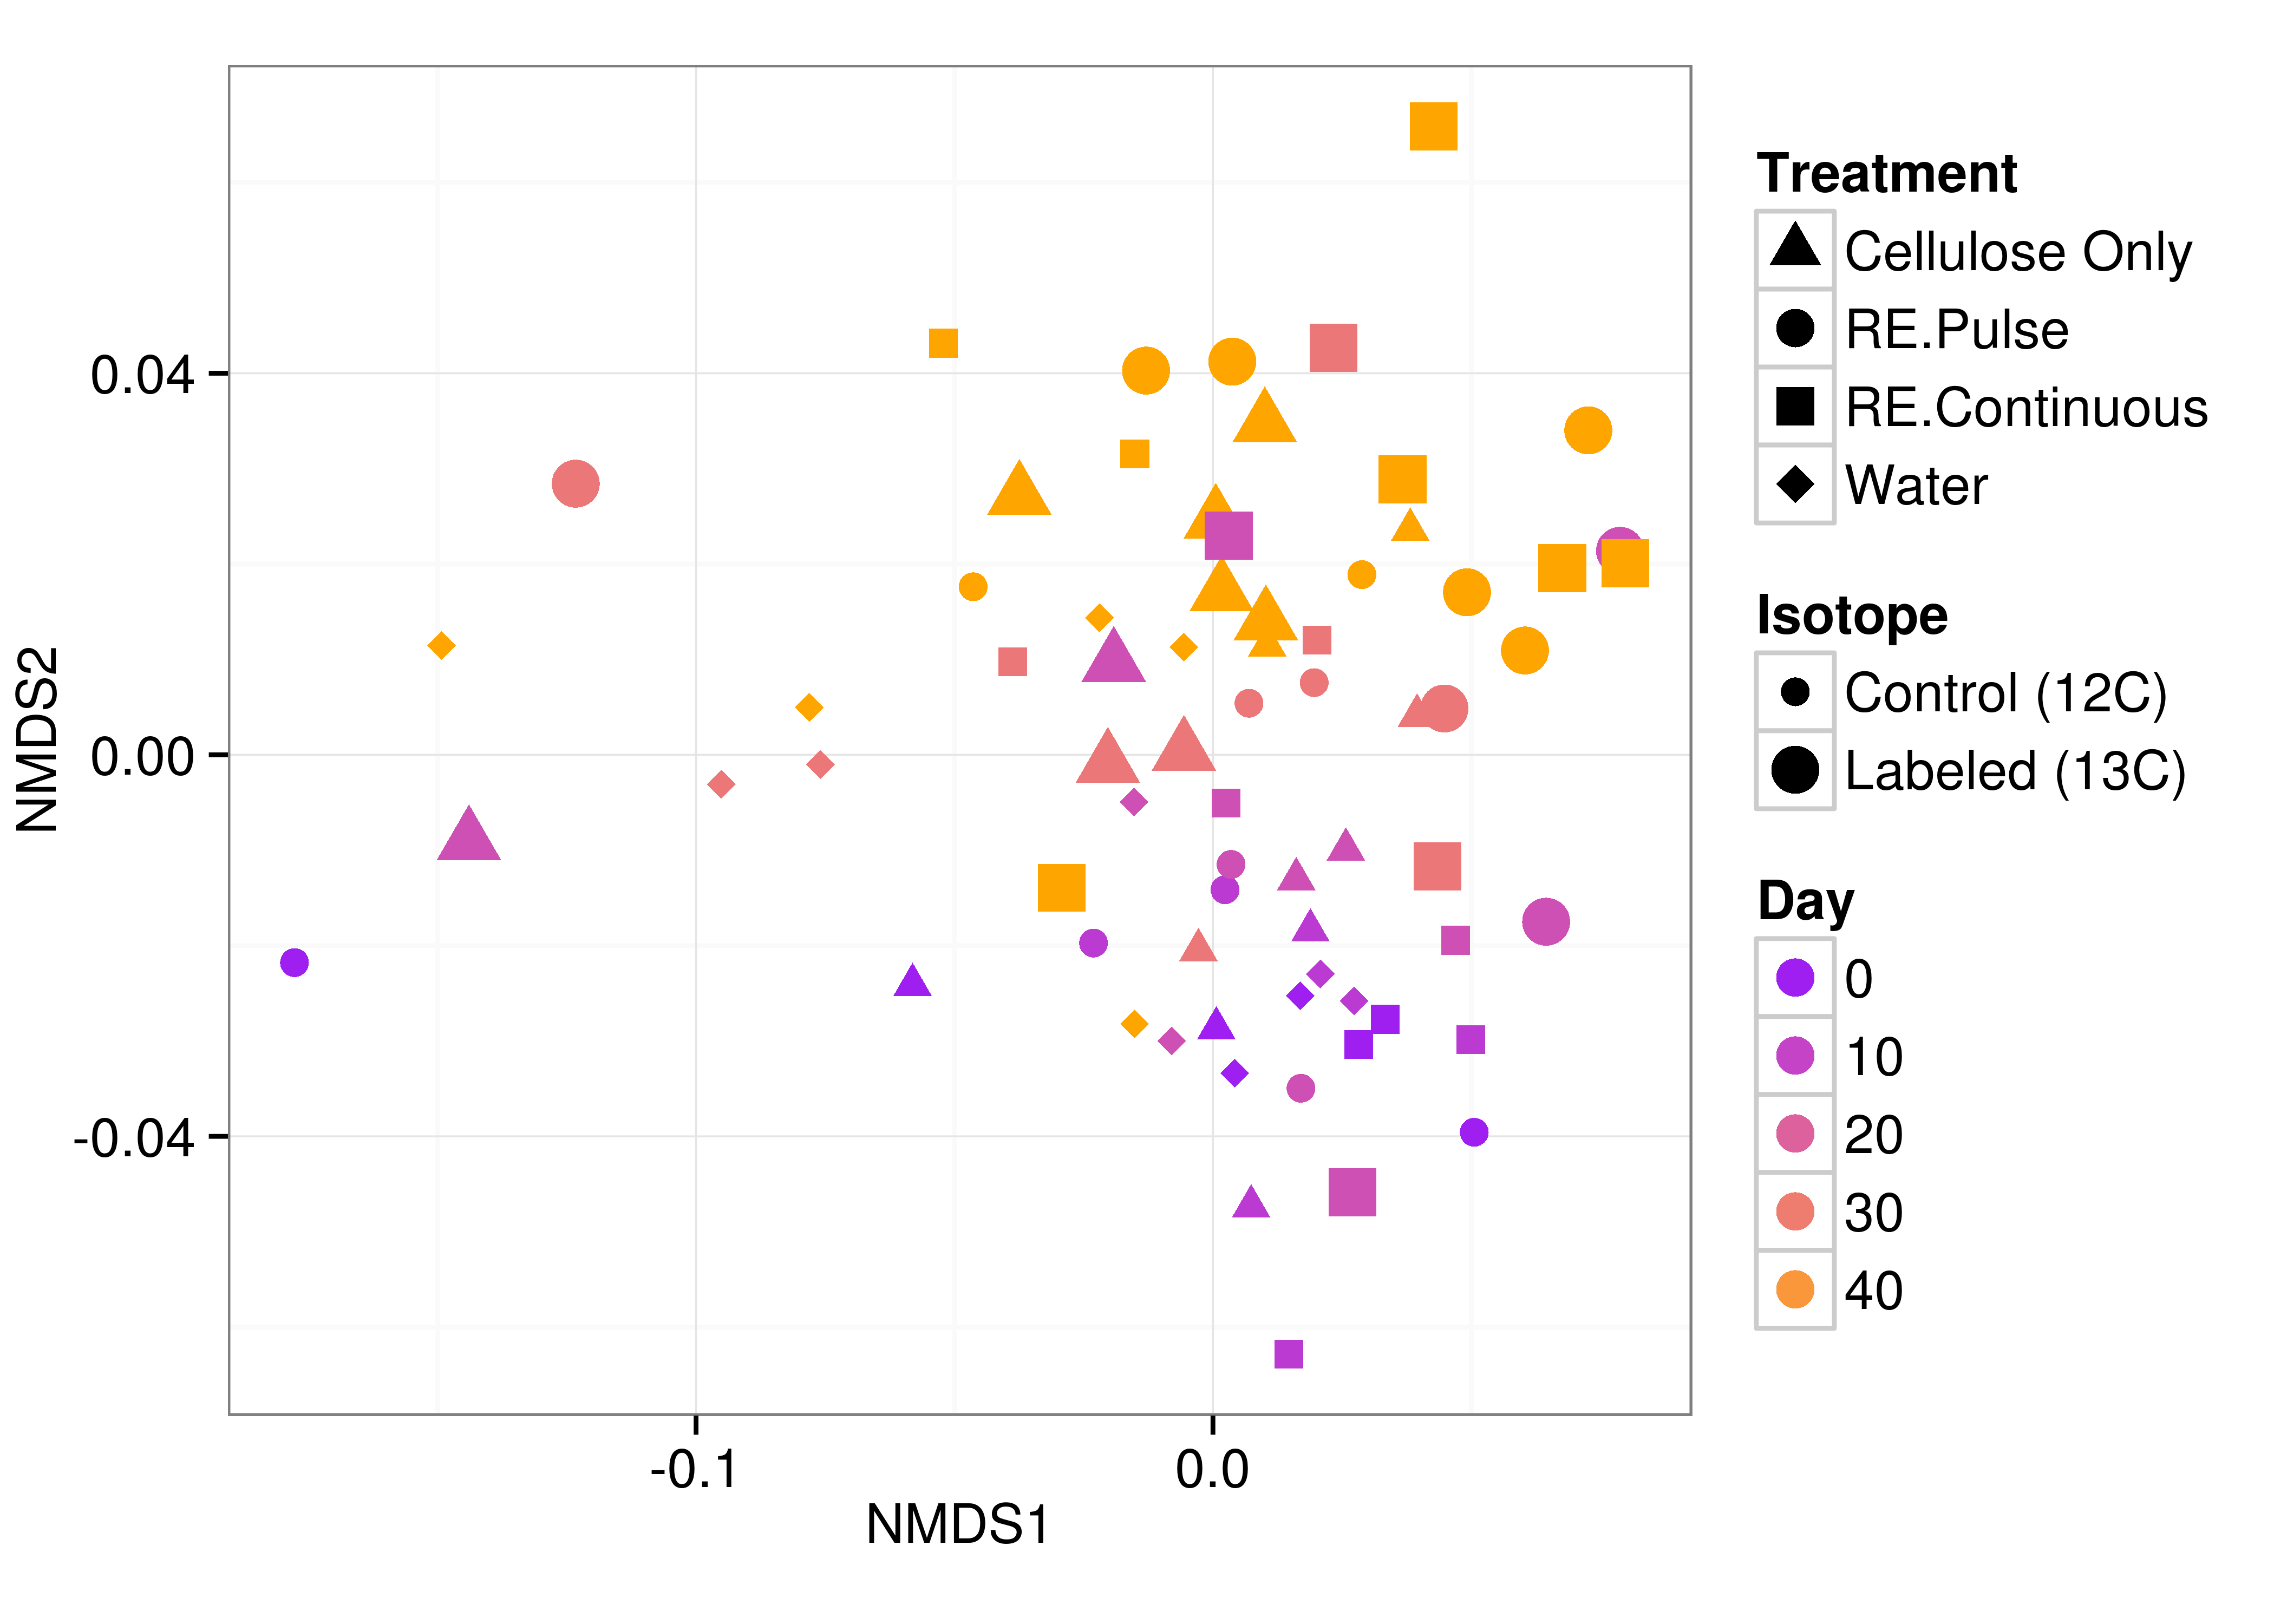 NMDS2
0.04
0.00
-0.04
-0.1
0.0
NMDS1
Treatment
Cellulose Only
RE.Pulse
RE.Continuous
Water
Isotope
Control (12C)
Labeled (13C)
Day
0
10
20
30
40